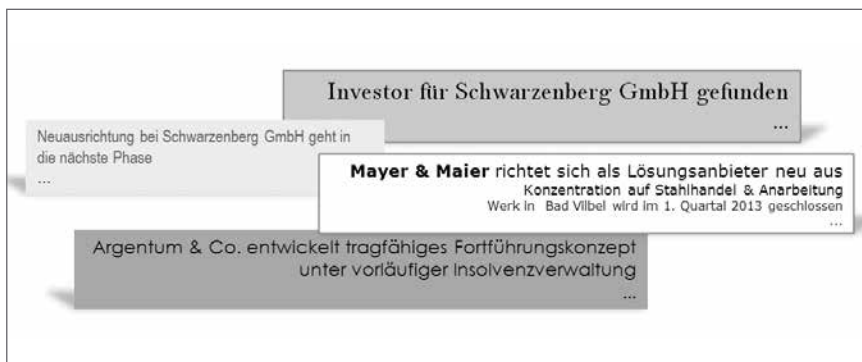 Investor für Schwarzenberg GmbH gefunden
...
Neuausrichtung bei Schwarzenberg GmbH geht in
die nächste Phase
...
Mayer & Maier richtet sich als Lösungsanbieter neu aus
Konzentration auf Stahlhandel & Anarbeitung
Werk in Bad Vilbel wird im 1. Quartal 2013 geschlossen
...
Argentum & Co. entwickelt tragfähiges Fortführungskonzept
unter vorläufiger Insolvenzverwaltung
...